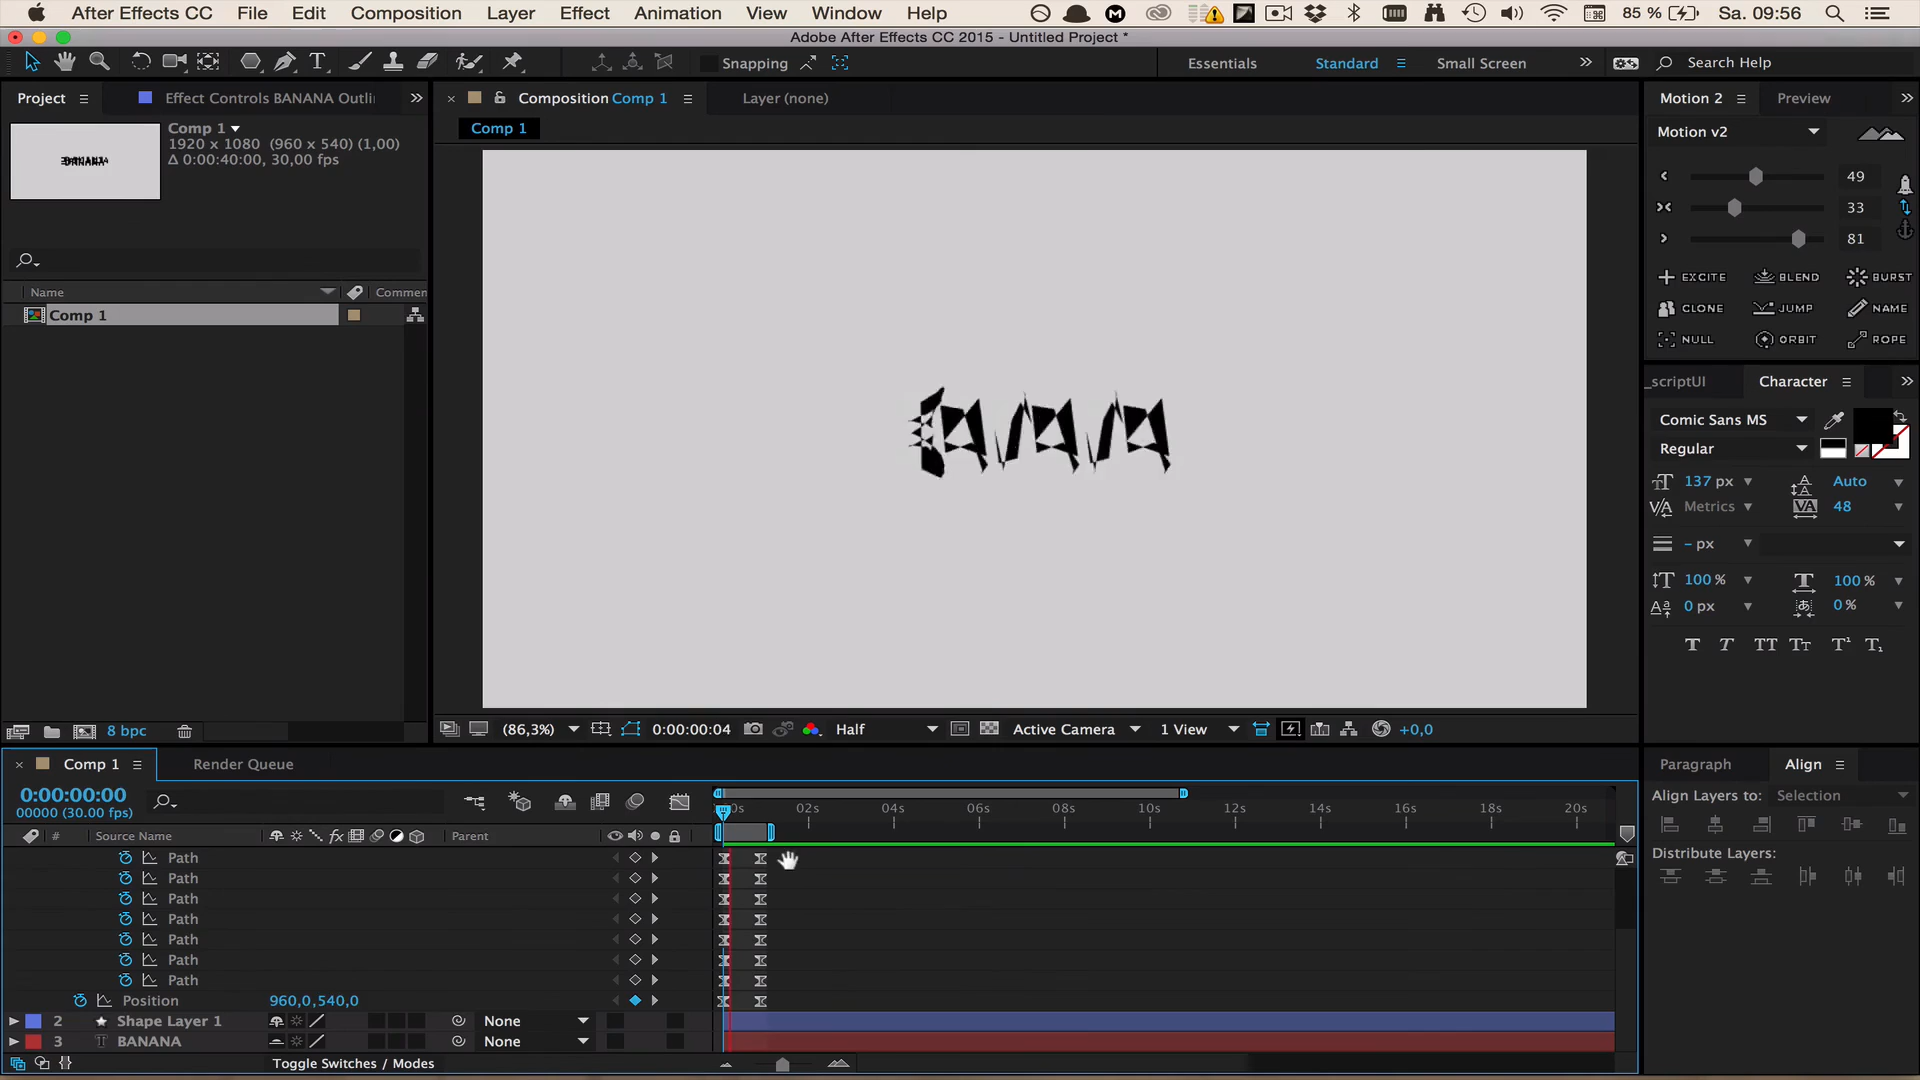 After Effects CC File Edit Composition Layer Effect Animation View Window Help 85 % Sa. 09:56
Adobe After Effects CC 2015 - Untitled Project *
Snapping Essentials Standard Small Screen Search Help
Project Effect Controls BANANA Outli
Composition Comp 1 Layer (none)
Motion 2 Preview
Comp 1
1920 x 1080 (960 x 540) (1,00)
Δ 0:00:40:00, 30,00 fps
BANANA
Comp 1
Motion v2
49
33
81
EXCITE BLEND BURST
CLONE JUMP NAME
NULL ORBIT ROPE
Name Commen
Comp 1
_scriptUI Character
Comic Sans MS
Regular
137 px Auto
Metrics 48
– px
100 % 100 %
0 px 0 %
T T TT Tт T¹ T₁
8 bpc
(86,3%) 0:00:00:04 Half Active Camera 1 View +0,0
Comp 1 Render Queue
0:00:00:00
00000 (30.00 fps)
0s 02s 04s 06s 08s 10s 12s 14s 16s 18s 20s
# Source Name Parent
Path
Path
Path
Path
Path
Path
Path
Position 960,0,540,0
2 Shape Layer 1 None
3 BANANA None
Toggle Switches / Modes
Paragraph Align
Align Layers to: Selection
Distribute Layers: